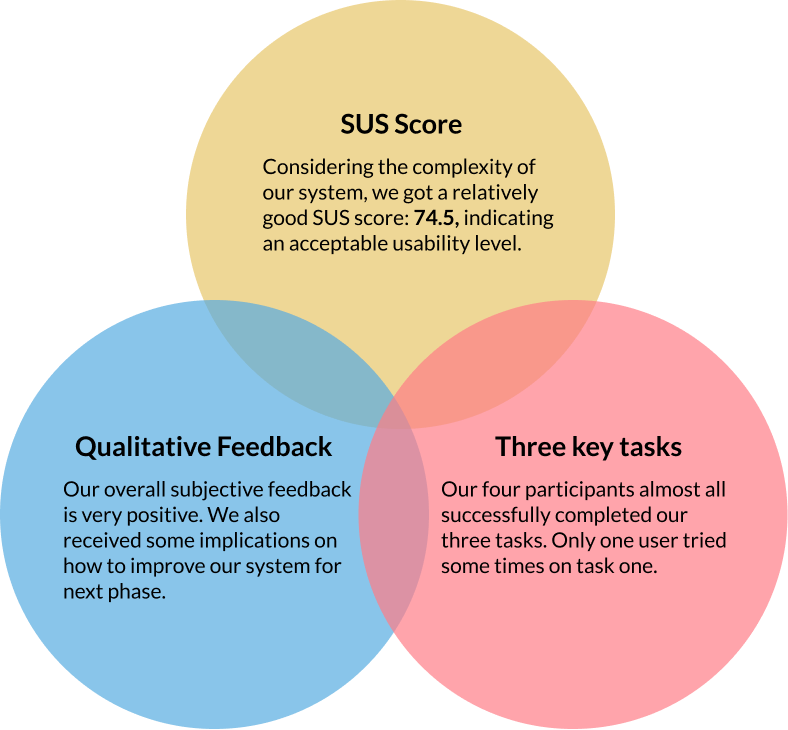 SUS Score
Considering the complexity of
our system, we got a relatively
good SUS score: 74.5, indicating
an acceptable usability level.
Qualitative Feedback
Our overall subjective feedback
is very positive. We also
received some implications on
how to improve our system for
next phase.
Three key tasks
Our four participants almost all
successfully completed our
three tasks. Only one user tried
some times on task one.